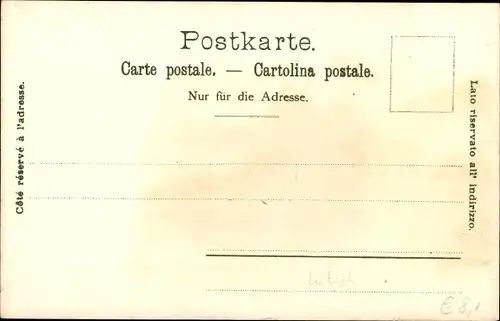 Postkarte.
Carte postale. — Cartolina postale.
Nur für die Adresse.
Côté réservé à l'adresse.
Lato riservato all' indirizzo.